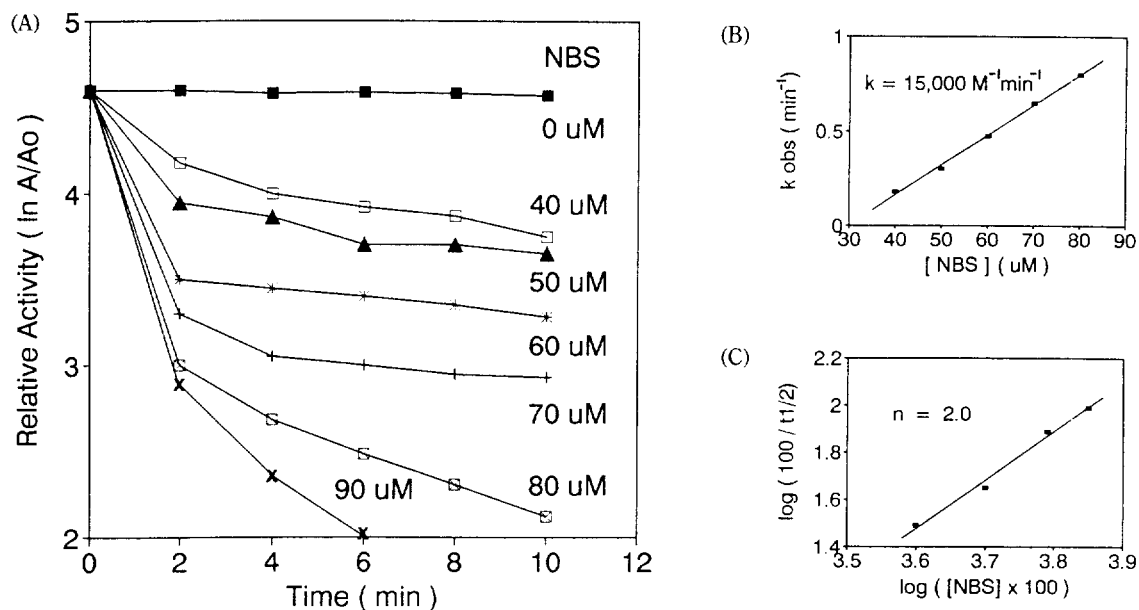 (A)
Relative Activity ( ln A/Ao )
5
4
3
2
NBS
0 uM
40 uM
50 uM
60 uM
70 uM
80 uM
90 uM
0 2 4 6 8 10 12
Time ( min )
(B)
k obs ( min⁻¹ )
1
0.5
0
k = 15,000 M⁻¹min⁻¹
30 40 50 60 70 80 90
[ NBS ] ( uM )
(C)
log ( 100 / t1/2 )
2.2
2
1.8
1.6
1.4
n = 2.0
3.5 3.6 3.7 3.8 3.9
log ( [NBS] x 100 )